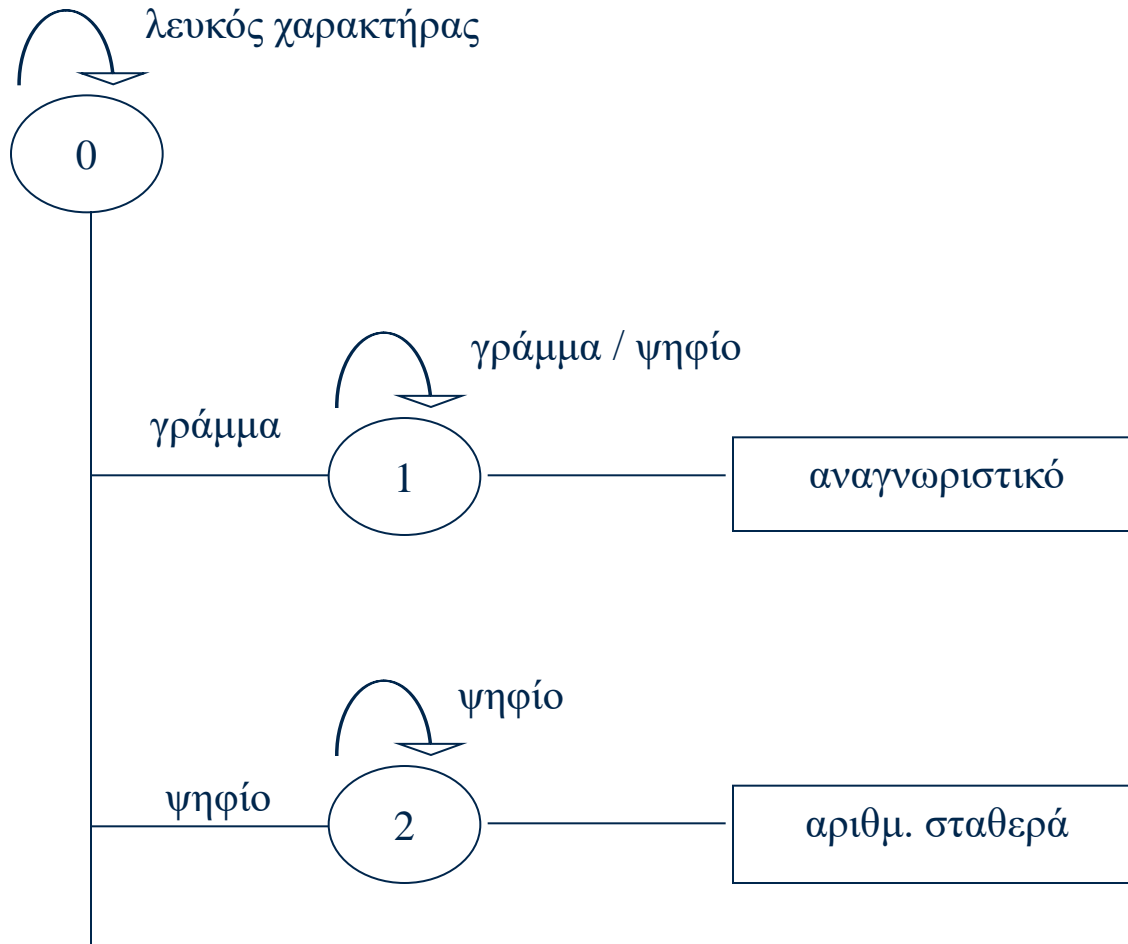 λευκός χαρακτήρας
0
γράμμα / ψηφίο
γράμμα
1
αναγνωριστικό
ψηφίο
ψηφίο
2
αριθμ. σταθερά